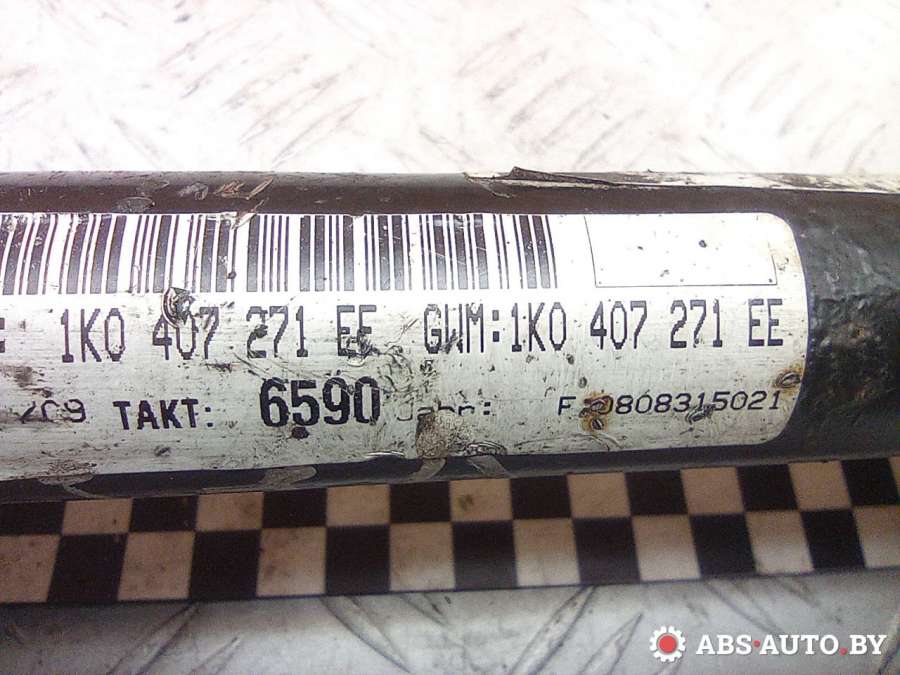 : 1K0 407 271 EE GWM:1K0 407 271 EE
TAKT: 6590 F 0808315021
ABS-AUTO.BY